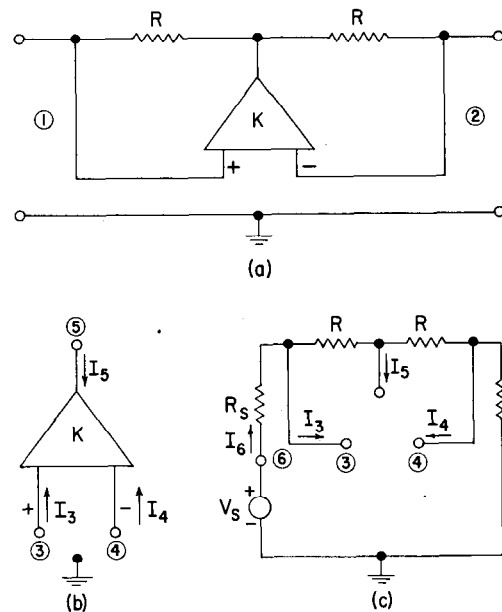 R R
① K ②
+ −
(a)
⑤
I5
K
+ I3 − I4
③ ④
(b)
R R
I5
RS I3 I4
I6 ③ ④
⑥
+
VS
−
(c)